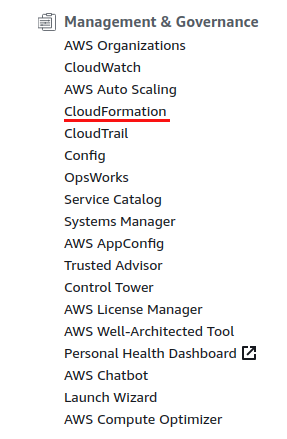 Management & Governance
AWS Organizations
CloudWatch
AWS Auto Scaling
CloudFormation
CloudTrail
Config
OpsWorks
Service Catalog
Systems Manager
AWS AppConfig
Trusted Advisor
Control Tower
AWS License Manager
AWS Well-Architected Tool
Personal Health Dashboard
AWS Chatbot
Launch Wizard
AWS Compute Optimizer